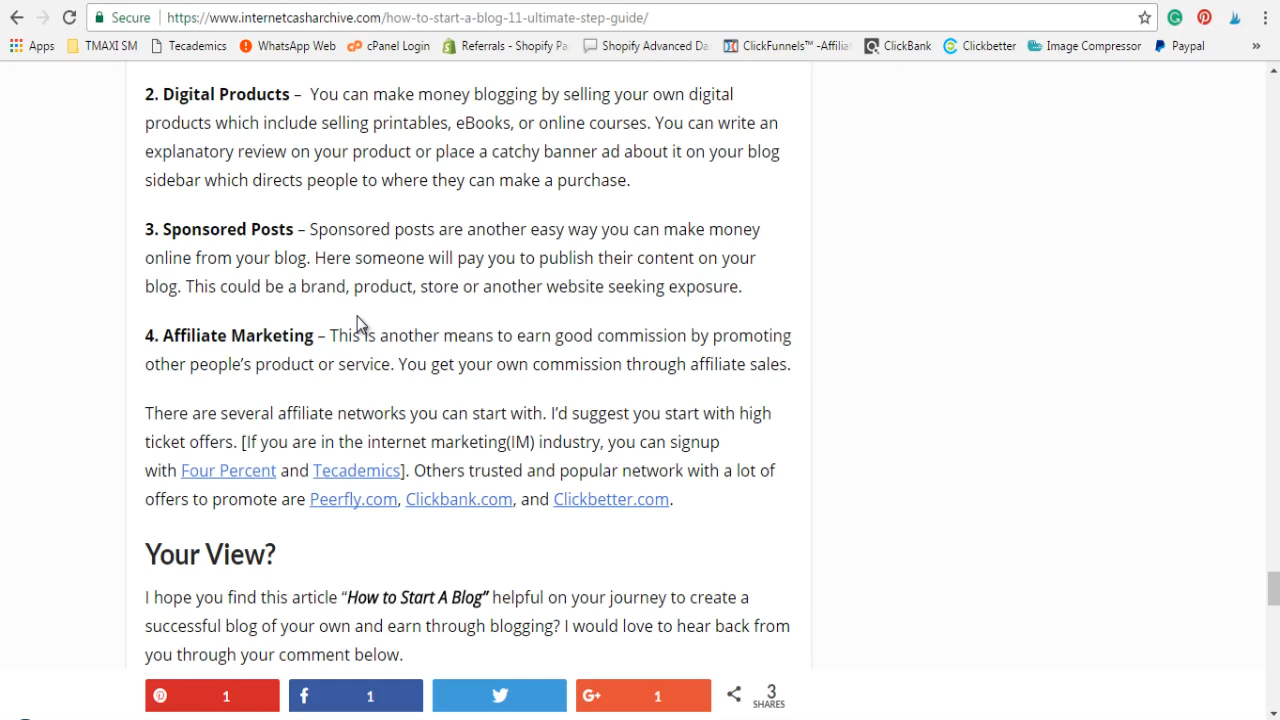 Secure https://www.internetcasharchive.com/how-to-start-a-blog-11-ultimate-step-guide/
Apps TMAXI SM Tecademics WhatsApp Web cPanel Login Referrals - Shopify Pa Shopify Advanced Da ClickFunnels™ -Affilia ClickBank Clickbetter Image Compressor Paypal »
2. Digital Products – You can make money blogging by selling your own digital
products which include selling printables, eBooks, or online courses. You can write an
explanatory review on your product or place a catchy banner ad about it on your blog
sidebar which directs people to where they can make a purchase.
3. Sponsored Posts – Sponsored posts are another easy way you can make money
online from your blog. Here someone will pay you to publish their content on your
blog. This could be a brand, product, store or another website seeking exposure.
4. Affiliate Marketing – This is another means to earn good commission by promoting
other people’s product or service. You get your own commission through affiliate sales.
There are several affiliate networks you can start with. I’d suggest you start with high
ticket offers. [If you are in the internet marketing(IM) industry, you can signup
with Four Percent and Tecademics]. Others trusted and popular network with a lot of
offers to promote are Peerfly.com, Clickbank.com, and Clickbetter.com.
Your View?
I hope you find this article “How to Start A Blog” helpful on your journey to create a
successful blog of your own and earn through blogging? I would love to hear back from
you through your comment below.
1 1 G+ 1 3
SHARES